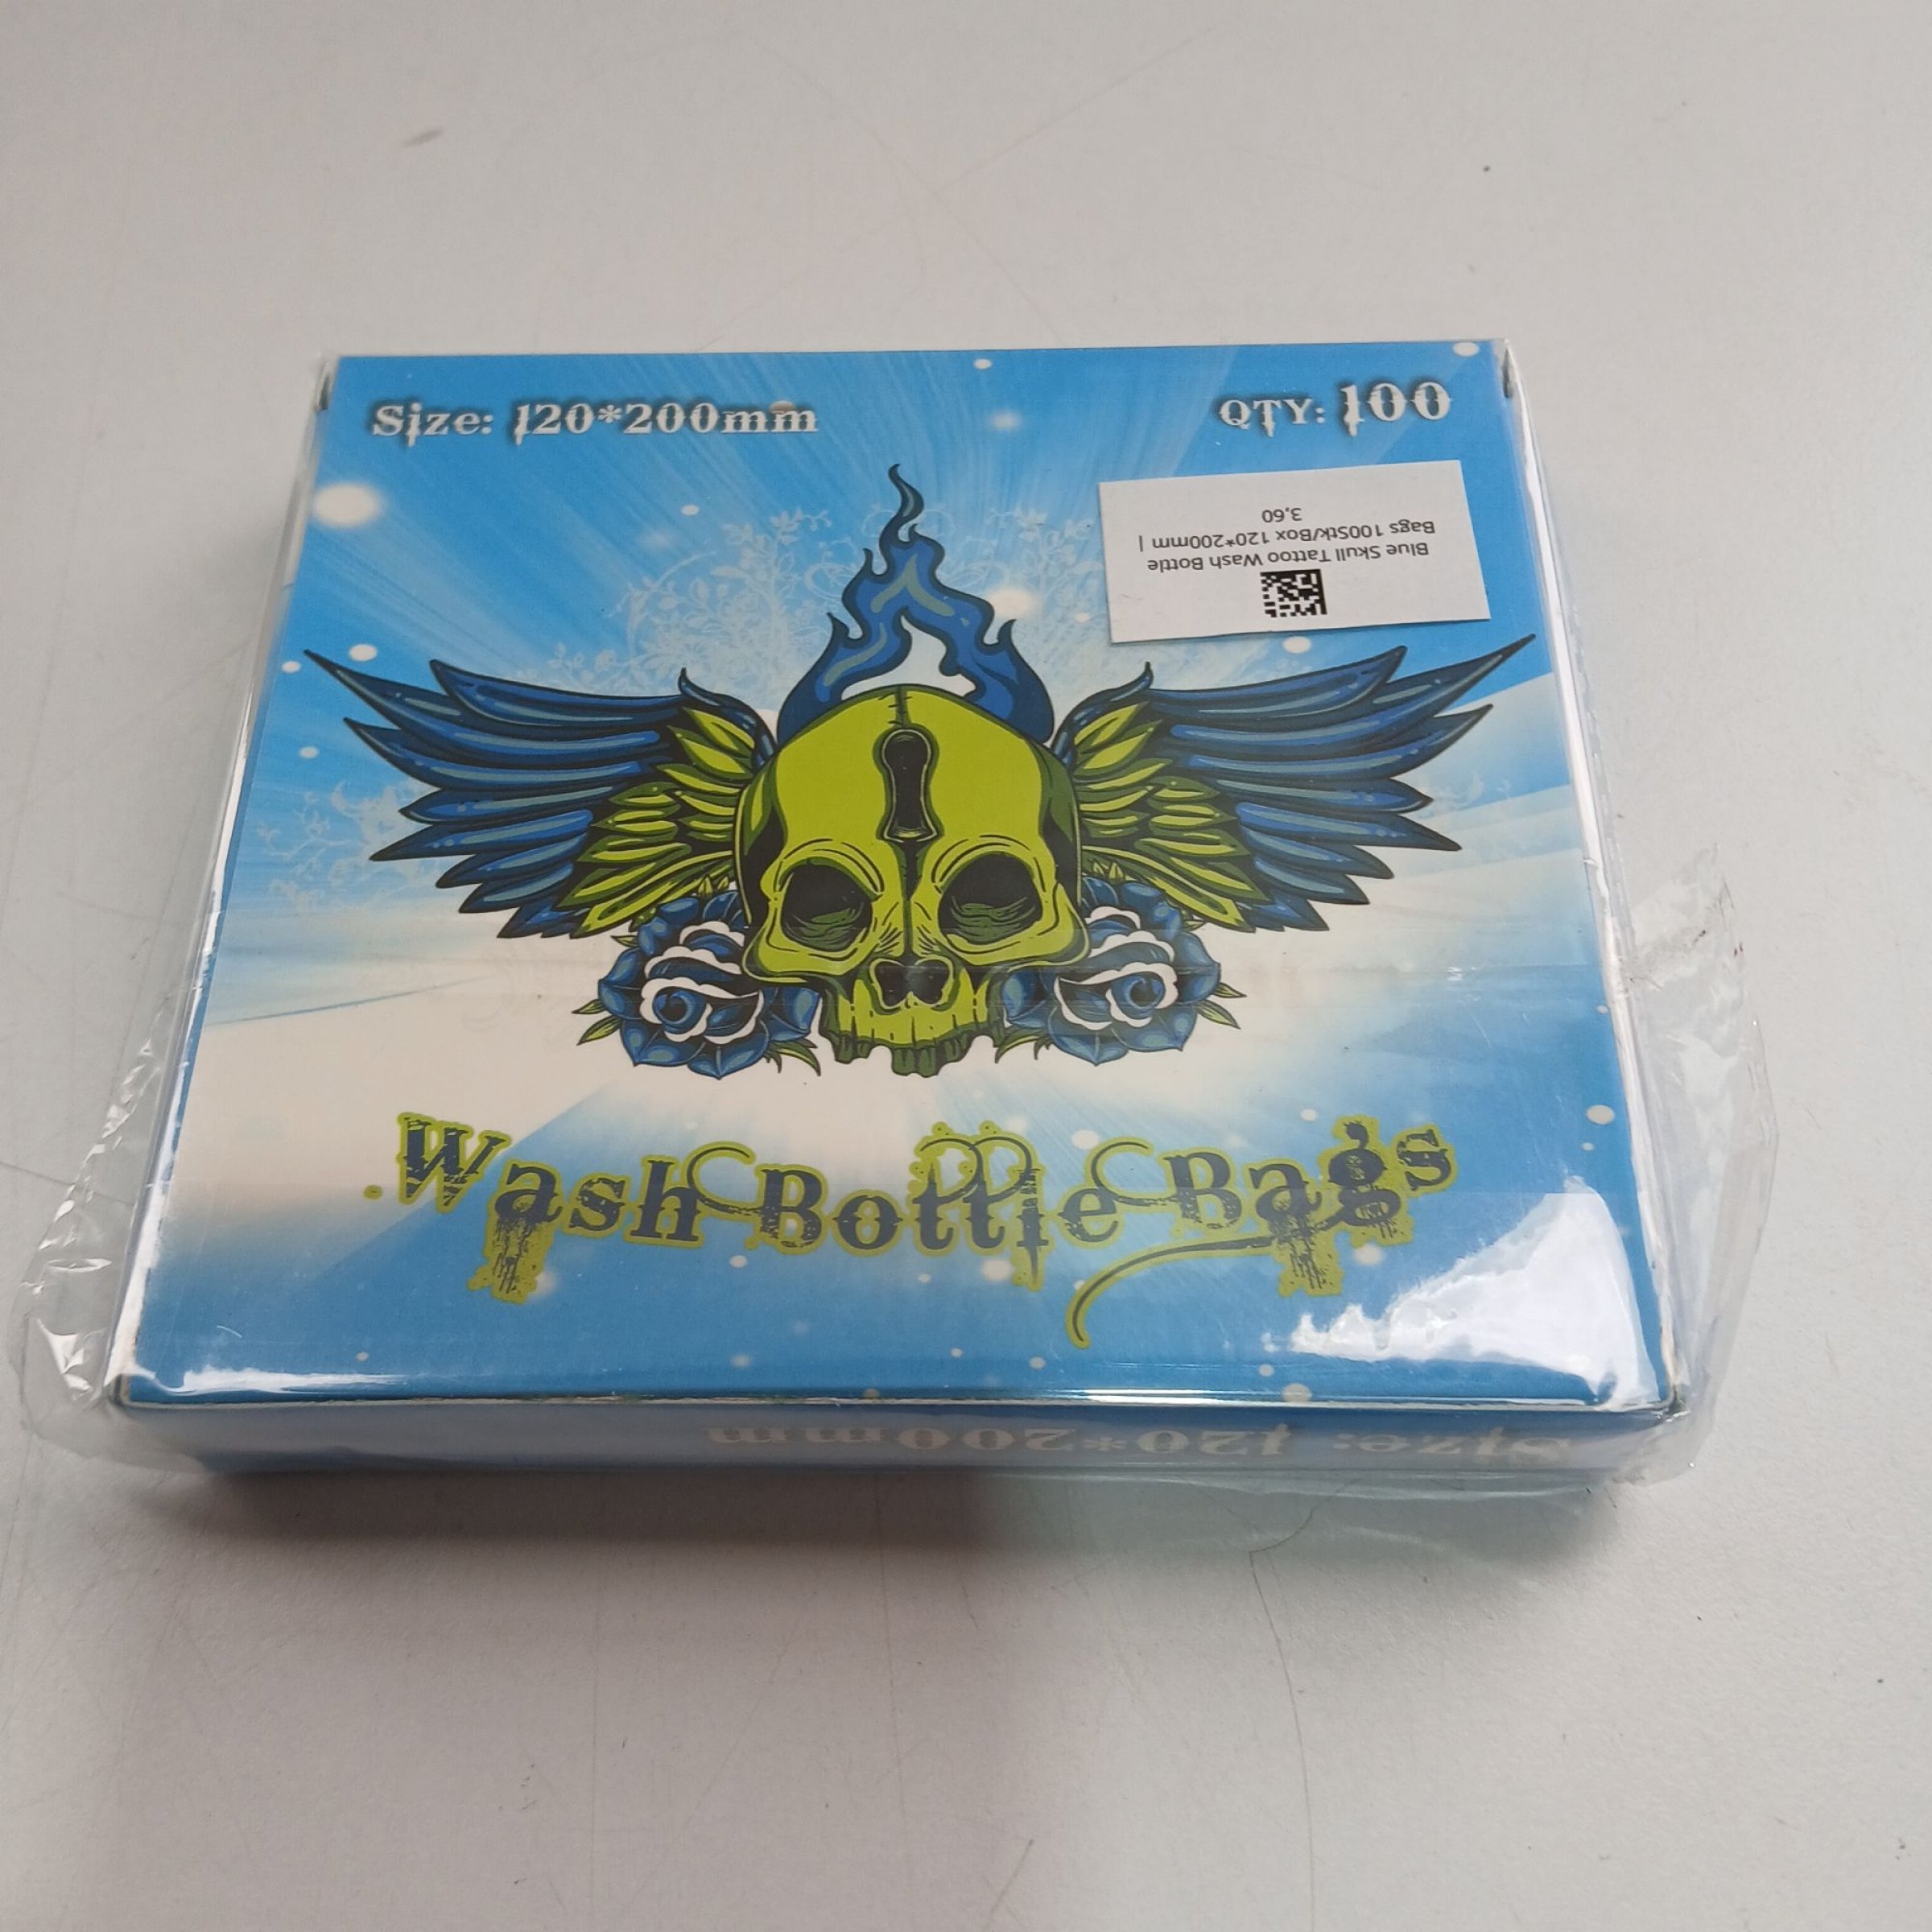 Size: 120*200mm
QTY: 100
Blue Skull Tattoo Wash Bottle
Bags 100Stk/Box 120*200mm |
3,60
Wash Bottle Bags
Size: 120*200mm